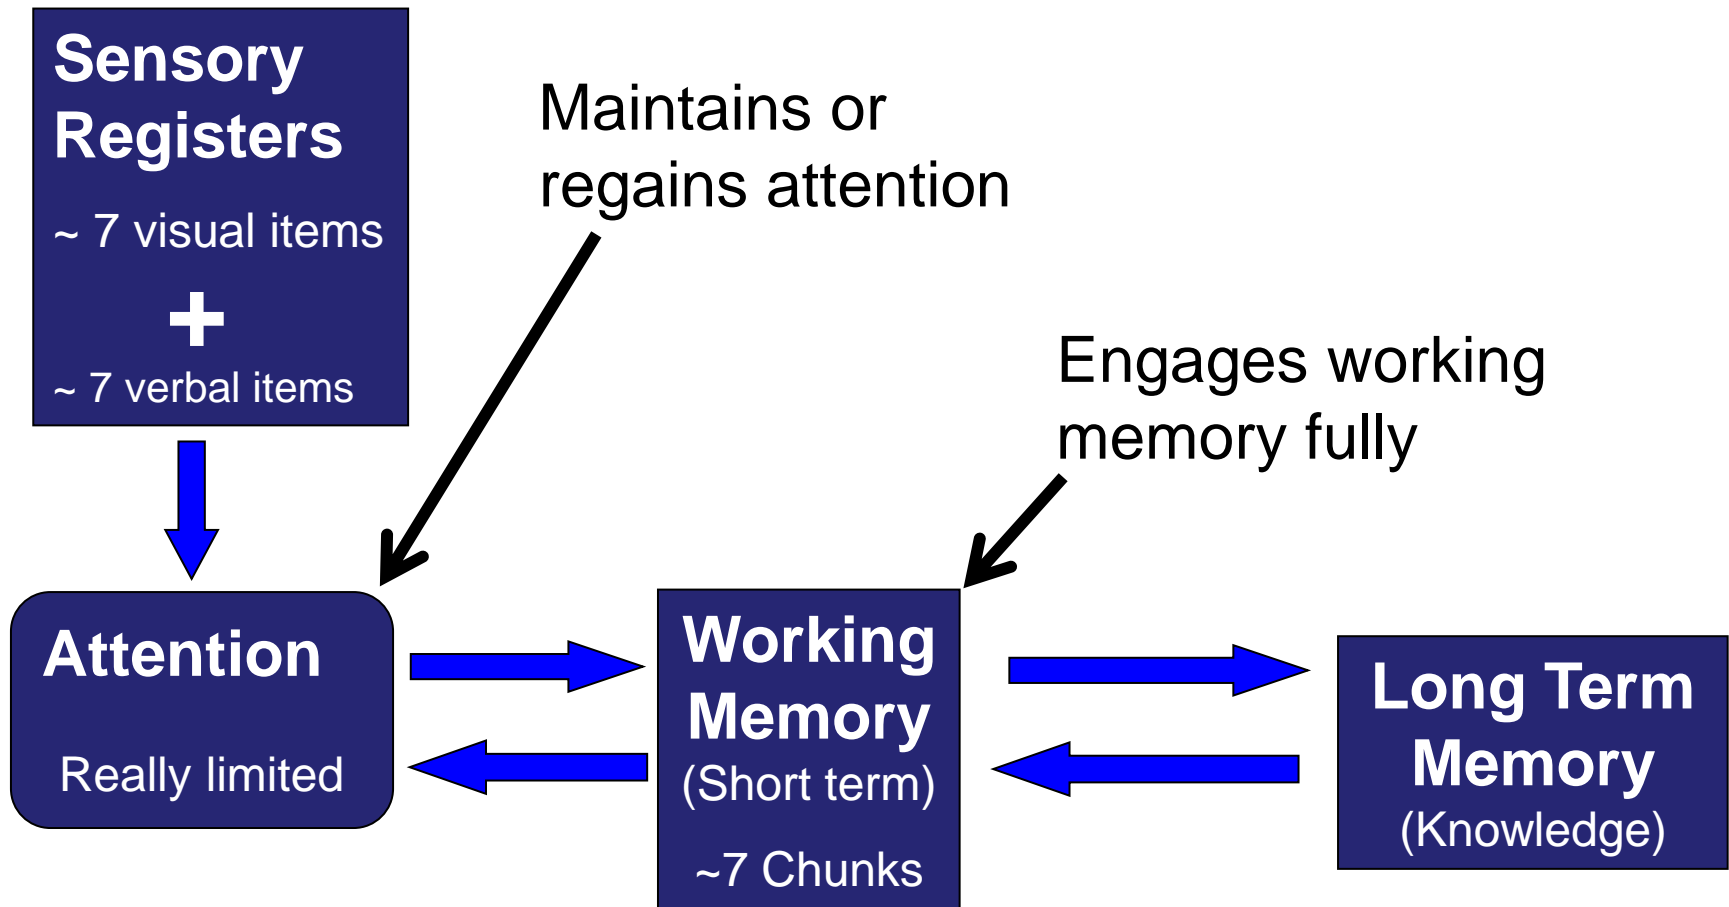 Sensory
Registers
~ 7 visual items
+
~ 7 verbal items
Maintains or
regains attention
Engages working
memory fully
Attention
Really limited
Working
Memory
(Short term)
~7 Chunks
Long Term
Memory
(Knowledge)